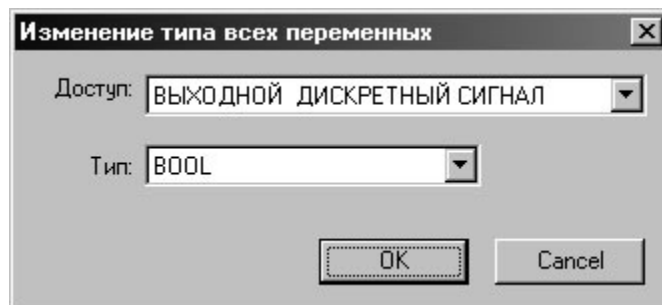 Изменение типа всех переменных
Доступ: ВЫХОДНОЙ ДИСКРЕТНЫЙ СИГНАЛ
Тип: BOOL
OK Cancel